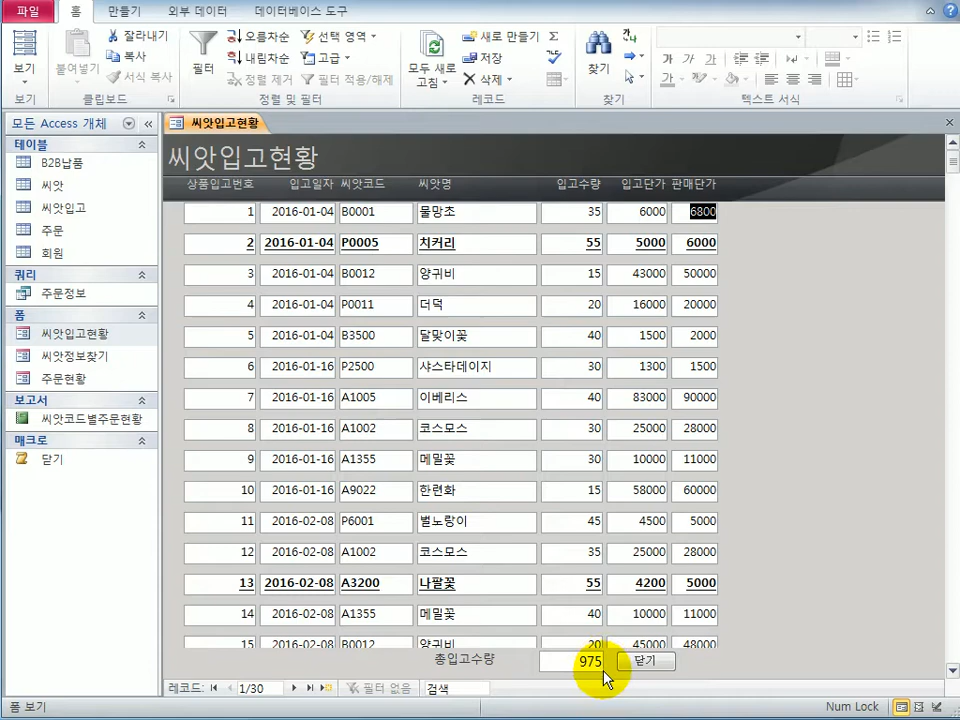 파일 홈 만들기 외부 데이터 데이터베이스 도구
보기
보기
붙여넣기
잘라내기
복사
서식 복사
클립보드
필터
오름차순
내림차순
정렬 제거
선택 영역
고급
필터 적용/해제
정렬 및 필터
모두 새로 고침
새로 만들기
저장
삭제
레코드
찾기
찾기
가 가 가
가
텍스트 서식
모든 Access 개체
테이블
B2B납품
씨앗
씨앗입고
주문
회원
쿼리
주문정보
폼
씨앗입고현황
씨앗정보찾기
주문현황
보고서
씨앗코드별주문현황
매크로
닫기
씨앗입고현황
씨앗입고현황
상품입고번호 입고일자 씨앗코드 씨앗명 입고수량 입고단가 판매단가
1 2016-01-04 B0001 물망초 35 6000 6800
2 2016-01-04 P0005 치커리 55 5000 6000
3 2016-01-04 B0012 양귀비 15 43000 50000
4 2016-01-04 P0011 더덕 20 16000 20000
5 2016-01-04 B3500 달맞이꽃 40 1500 2000
6 2016-01-16 P2500 샤스타데이지 30 1300 1500
7 2016-01-16 A1005 이베리스 40 83000 90000
8 2016-01-16 A1002 코스모스 30 25000 28000
9 2016-01-16 A1355 메밀꽃 30 10000 11000
10 2016-01-16 A9022 한련화 15 58000 60000
11 2016-02-08 P6001 벌노랑이 45 4500 5000
12 2016-02-08 A1002 코스모스 35 25000 28000
13 2016-02-08 A3200 나팔꽃 55 4200 5000
14 2016-02-08 A1355 메밀꽃 40 10000 11000
15 2016-02-08 B0012 양귀비 20 45000 48000
총입고수량 975 닫기
레코드: 1/30 필터 없음 검색
폼 보기 Num Lock